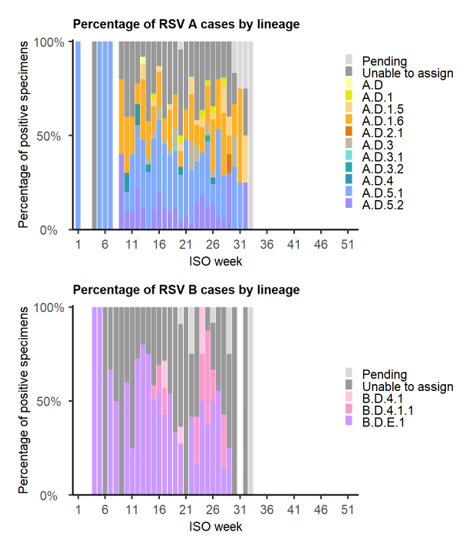 Percentage of RSV A cases by lineage
Percentage of positive specimens
100%
50%
0%
1 6 11 16 21 26 31 36 41 46 51
ISO week
Pending
Unable to assign
A.D
A.D.1
A.D.1.5
A.D.1.6
A.D.2.1
A.D.3
A.D.3.1
A.D.3.2
A.D.4
A.D.5.1
A.D.5.2
Percentage of RSV B cases by lineage
Percentage of positive specimens
100%
50%
0%
1 6 11 16 21 26 31 36 41 46 51
ISO week
Pending
Unable to assign
B.D.4.1
B.D.4.1.1
B.D.E.1